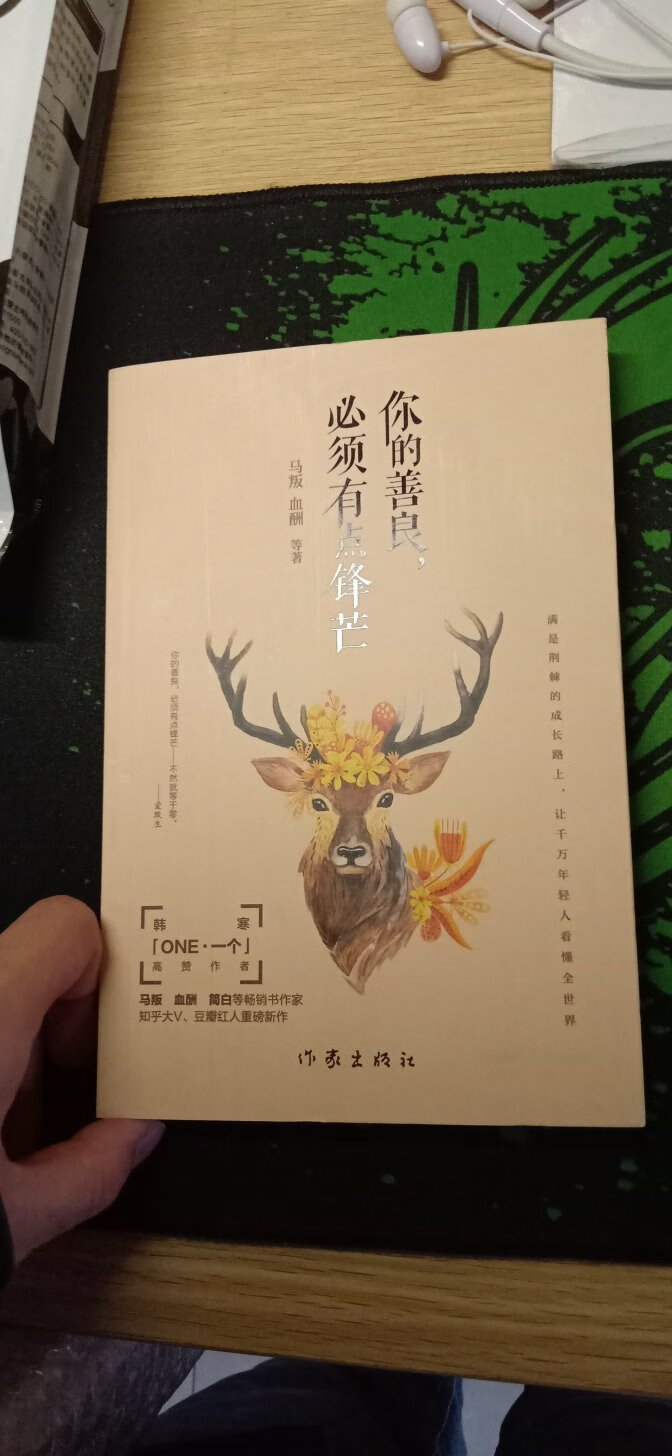 你的善良，
必须有点锋芒
马叛 血酬 等著
满是荆棘的成长路上、让千万年轻人看懂全世界
你的善良，必须有点锋芒——不然就等于零。
——爱默生
韩寒
「ONE·一个」
高赞作者
马叛 血酬 简白等畅销书作家
知乎大V、豆瓣红人重磅新作
作家出版社